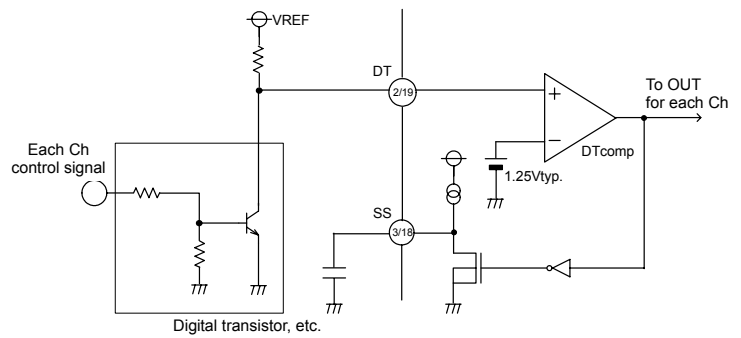 VREF
DT
2/19
To OUT
for each Ch
+
−
DTcomp
1.25Vtyp.
Each Ch
control signal
SS
3/18
Digital transistor, etc.